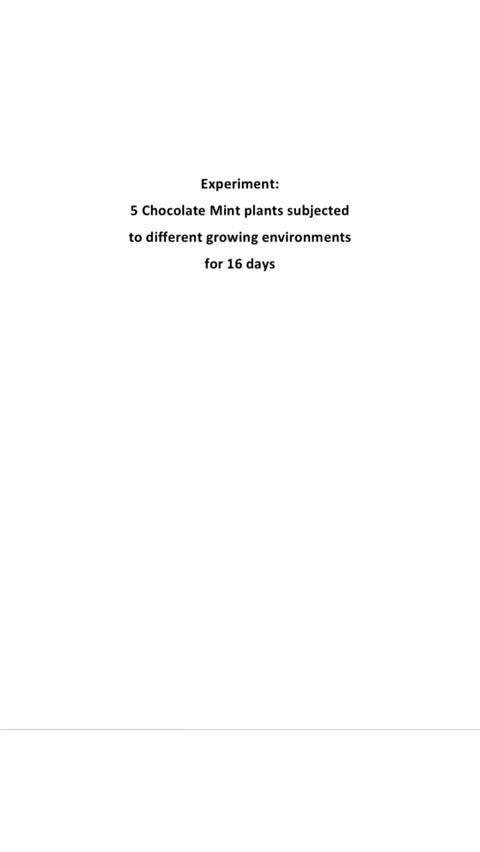 Experiment:
5 Chocolate Mint plants subjected
to different growing environments
for 16 days